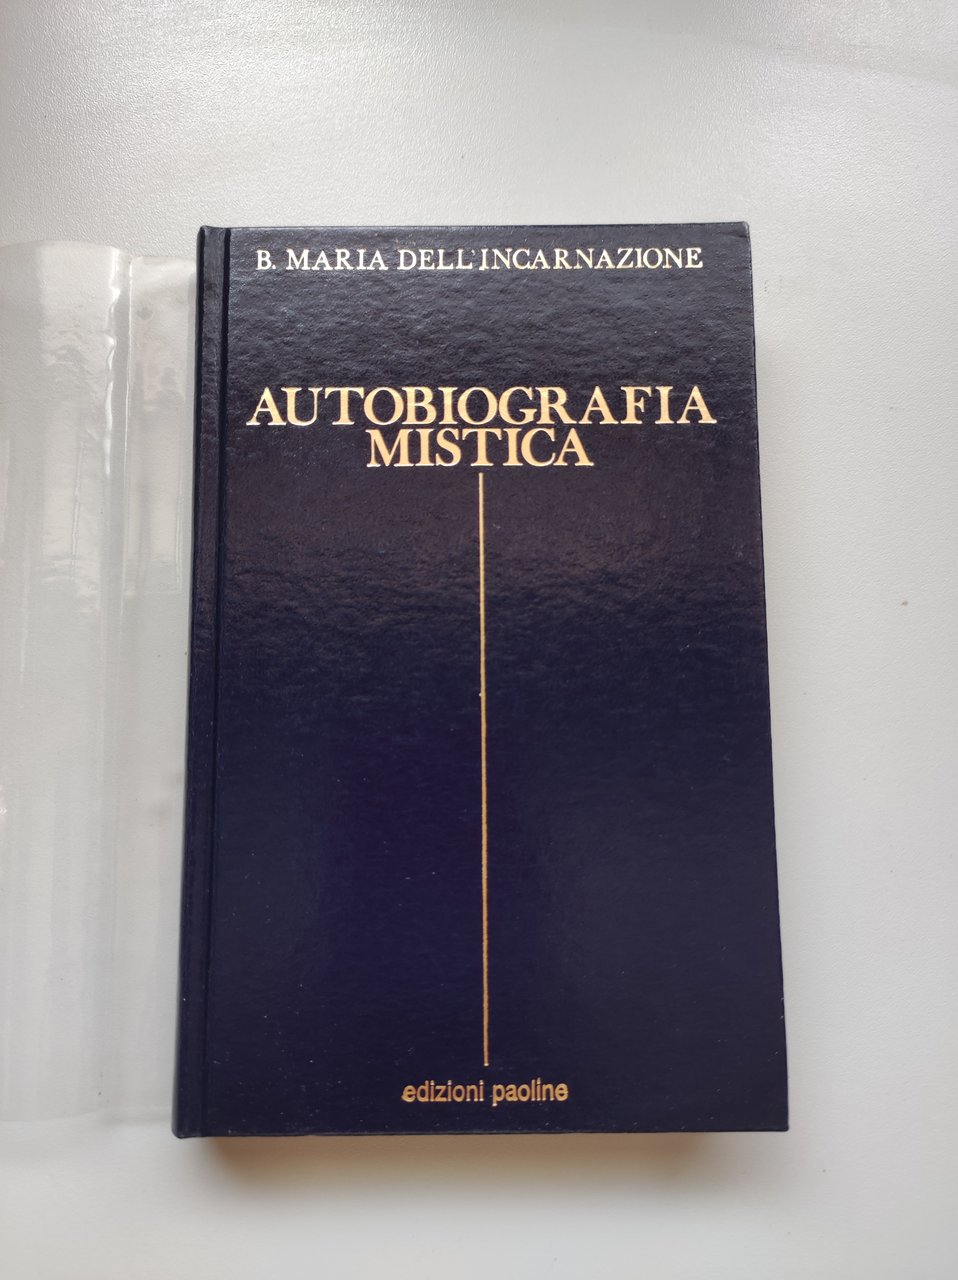 B. MARIA DELL'INCARNAZIONE
AUTOBIOGRAFIA
MISTICA
edizioni paoline